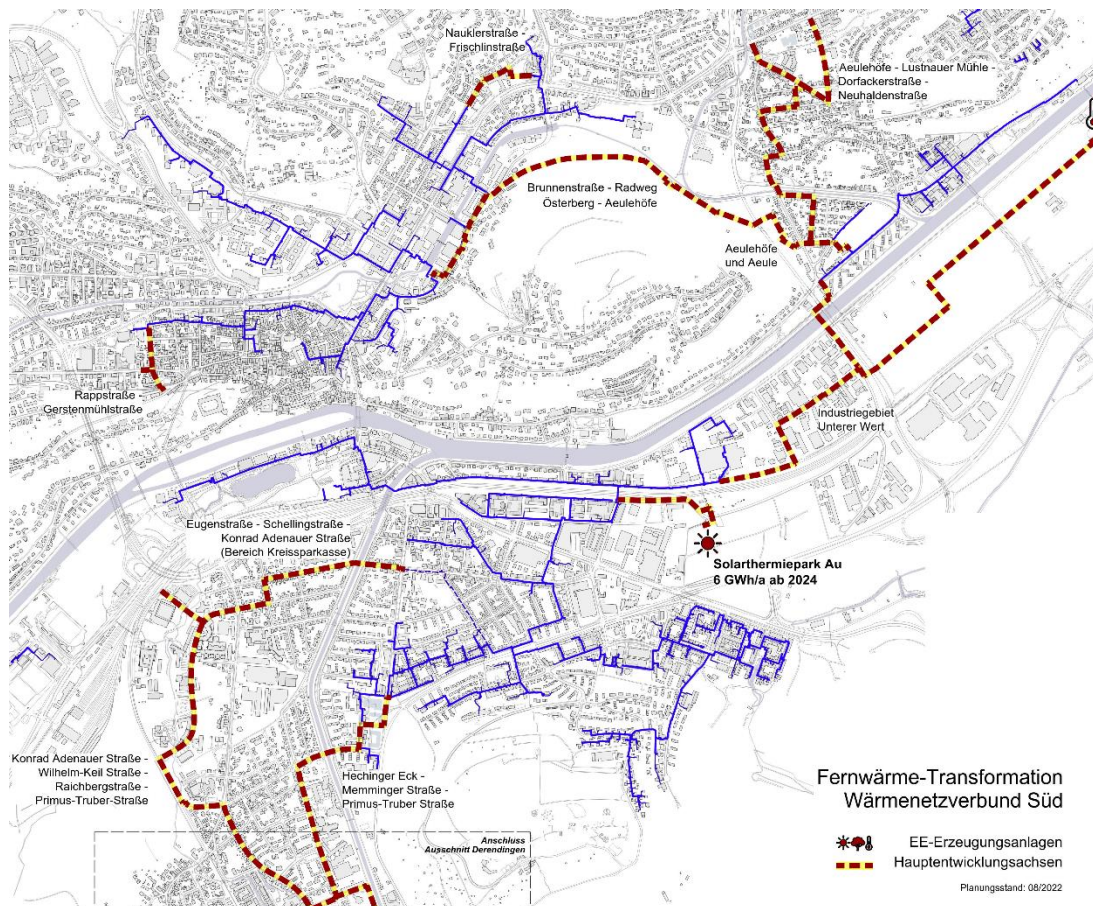 Nauklerstraße -
Frischlinstraße
Aeulehöfe - Lustnauer Mühle -
Dorfackerstraße -
Neuhaldenstraße
Brunnenstraße - Radweg
Österberg - Aeulehöfe
Aeulehöfe
und Aeule
Rappstraße -
Gerstenmühlstraße
Industriegebiet
Unterer Wert
Eugenstraße - Schellingstraße -
Konrad Adenauer Straße
(Bereich Kreissparkasse)
Solarthermiepark Au
6 GWh/a ab 2024
Konrad Adenauer Straße -
Wilhelm-Keil Straße -
Raichbergstraße -
Primus-Truber-Straße
Hechinger Eck -
Memminger Straße -
Primus-Truber Straße
Anschluss
Ausschnitt Derendingen
Fernwärme-Transformation
Wärmenetzverbund Süd
EE-Erzeugungsanlagen
Hauptentwicklungsachsen
Planungsstand: 08/2022